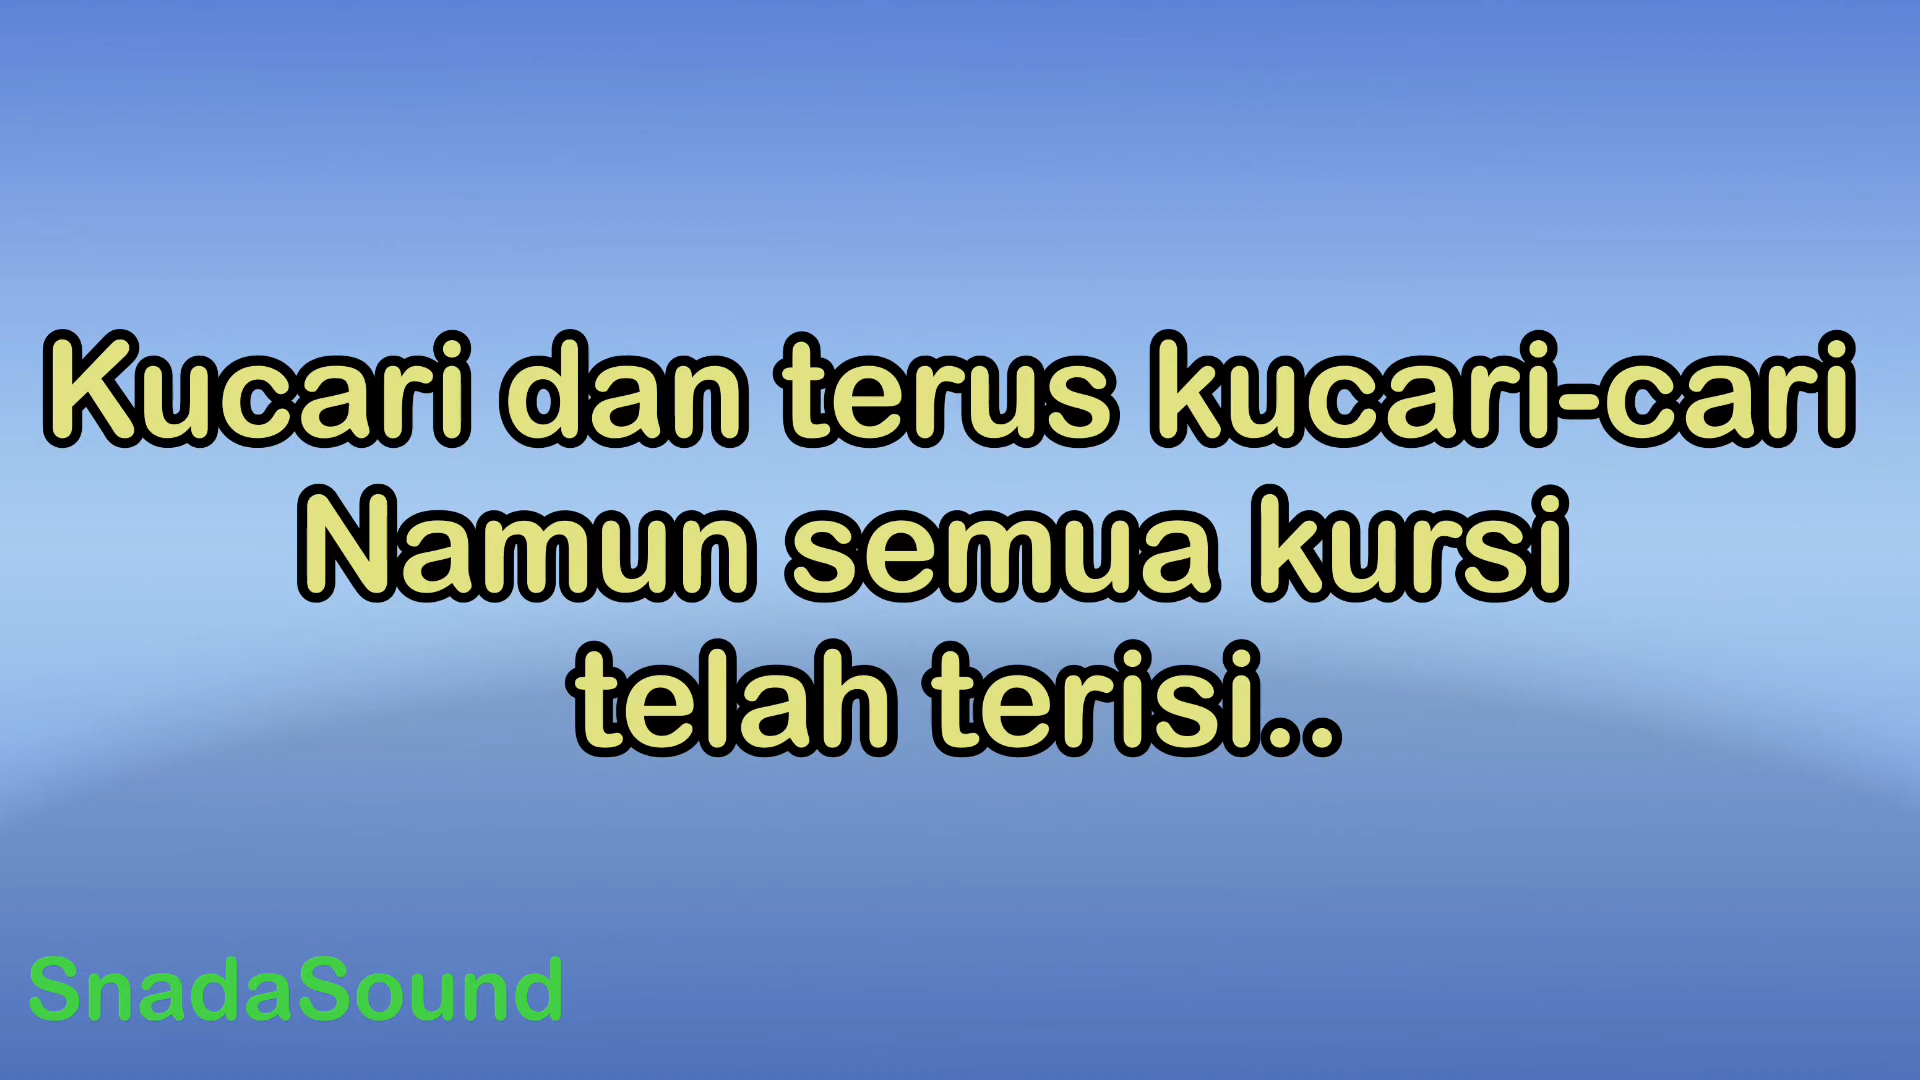 Kucari dan terus kucari-cari
Namun semua kursi
telah terisi..
SnadaSound